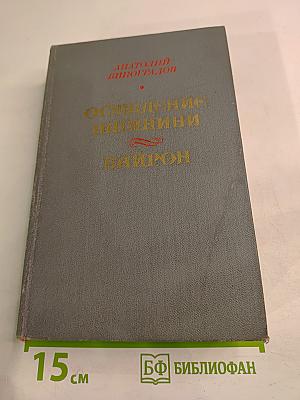 АНАТОЛИЙ
ВИНОГРАДОВ
ОСУЖДЕНИЕ
ПАГАНИНИ
БАЙРОН
15 см
БФ БИБЛИОФАН